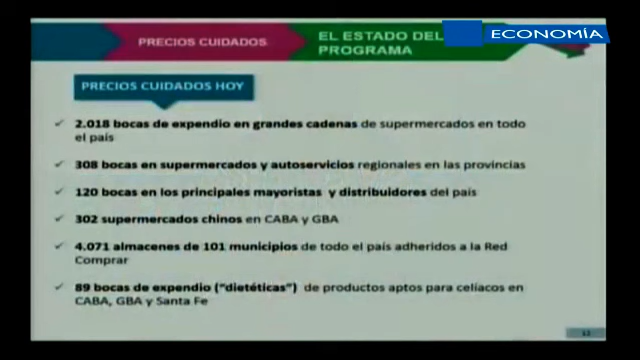 PRECIOS CUIDADOS
EL ESTADO DEL
PROGRAMA
ECONOMÍA
PRECIOS CUIDADOS HOY
✓ 2.018 bocas de expendio en grandes cadenas de supermercados en todo
el país
✓ 308 bocas en supermercados y autoservicios regionales en las provincias
✓ 120 bocas en los principales mayoristas y distribuidores del país
✓ 302 supermercados chinos en CABA y GBA
✓ 4.071 almacenes de 101 municipios de todo el país adheridos a la Red
Comprar
✓ 89 bocas de expendio (“dietéticas”) de productos aptos para celíacos en
CABA, GBA y Santa Fe
12